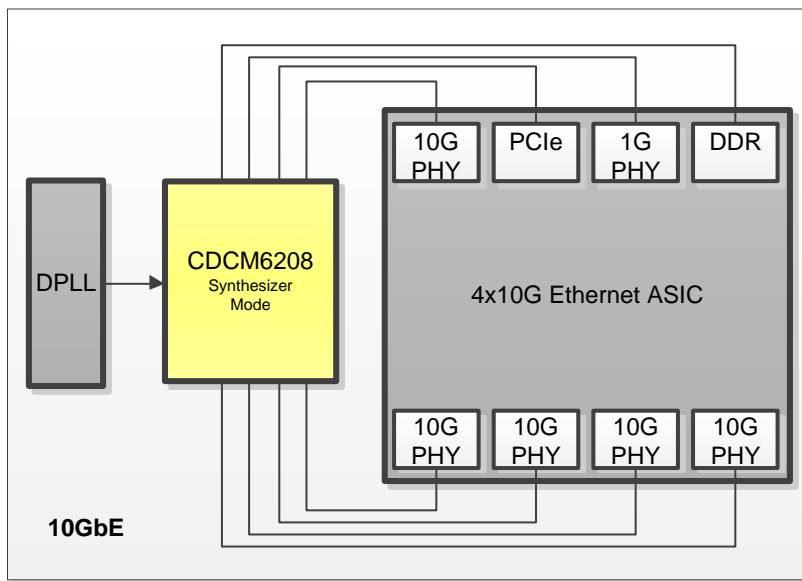 10G
PHY
PCIe
1G
PHY
DDR
DPLL
CDCM6208
Synthesizer
Mode
4x10G Ethernet ASIC
10G
PHY
10G
PHY
10G
PHY
10G
PHY
10GbE